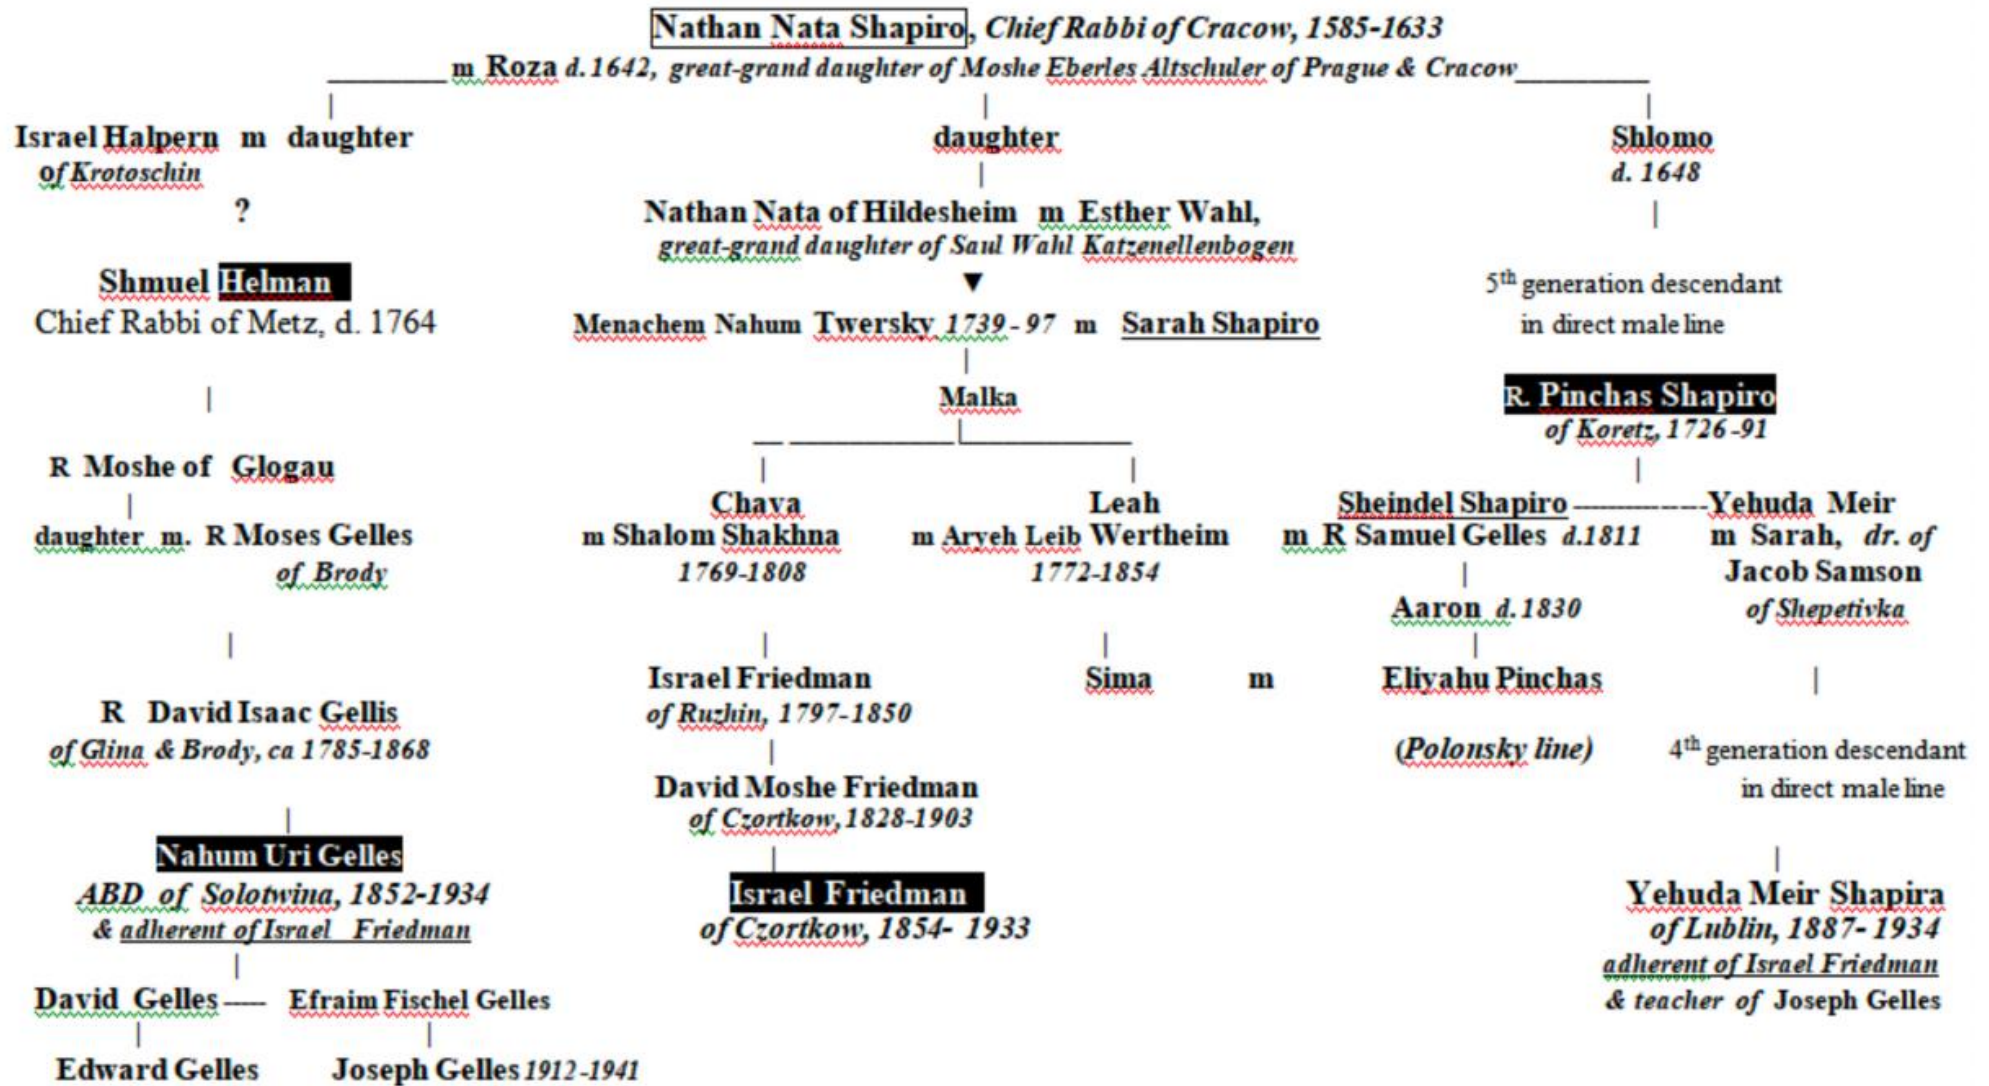 Nathan Nata Shapiro, Chief Rabbi of Cracow, 1585-1633
m Roza d.1642, great-grand daughter of Moshe Eberles Altschuler of Prague & Cracow
Israel Halpern m daughter
of Krotoschin
?
Shmuel Helman
Chief Rabbi of Metz, d. 1764
R Moshe of Glogau
daughter m. R Moses Gelles
of Brody
R David Isaac Gellis
of Glina & Brody, ca 1785-1868
Nahum Uri Gelles
ABD of Solotwina, 1852-1934
& adherent of Israel Friedman
David Gelles ---- Efraim Fischel Gelles
Edward Gelles Joseph Gelles 1912-1941
daughter
Nathan Nata of Hildesheim m Esther Wahl,
great-grand daughter of Saul Wahl Katzenellenbogen
▼
Menachem Nahum Twersky 1739-97 m Sarah Shapiro
Malka
Chava
m Shalom Shakhna
1769-1808
Israel Friedman
of Ruzhin, 1797-1850
David Moshe Friedman
of Czortkow, 1828-1903
Israel Friedman
of Czortkow, 1854- 1933
Leah
m Aryeh Leib Wertheim
1772-1854
Sima m Eliyahu Pinchas
(Polonsky line)
Shlomo
d. 1648
5th generation descendant
in direct male line
R. Pinchas Shapiro
of Koretz, 1726-91
Sheindel Shapiro -------------Yehuda Meir
m R Samuel Gelles d.1811
Aaron d.1830
m Sarah, dr. of
Jacob Samson
of Shepetivka
4th generation descendant
in direct male line
Yehuda Meir Shapira
of Lublin, 1887- 1934
adherent of Israel Friedman
& teacher of Joseph Gelles